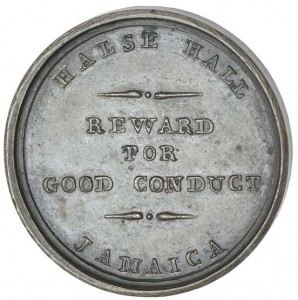 HALSE HALL
REWARD
FOR
GOOD CONDUCT
JAMAICA